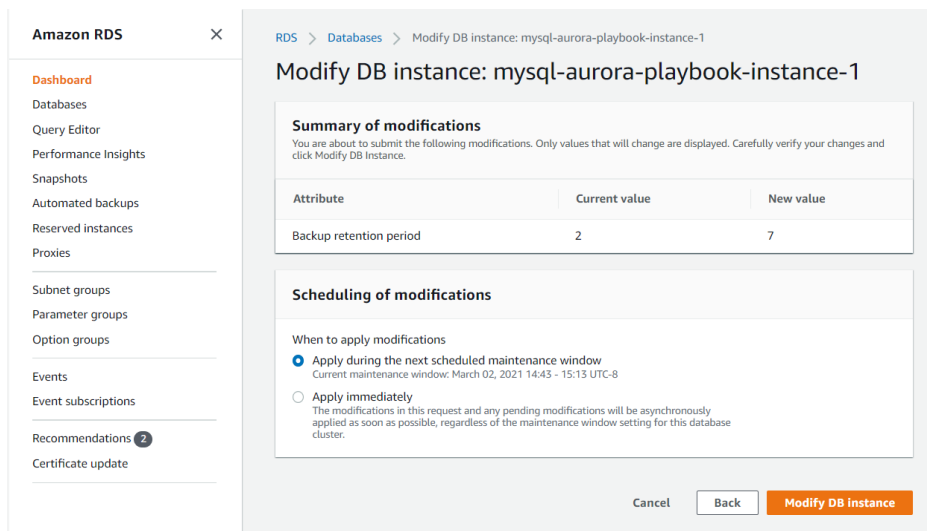 Amazon RDS
Dashboard
Databases
Query Editor
Performance Insights
Snapshots
Automated backups
Reserved instances
Proxies
Subnet groups
Parameter groups
Option groups
Events
Event subscriptions
Recommendations 2
Certificate update
RDS > Databases > Modify DB instance: mysql-aurora-playbook-instance-1
Modify DB instance: mysql-aurora-playbook-instance-1
Summary of modifications
You are about to submit the following modifications. Only values that will change are displayed. Carefully verify your changes and
click Modify DB Instance.
Attribute Current value New value
Backup retention period 2 7
Scheduling of modifications
When to apply modifications
Apply during the next scheduled maintenance window
Current maintenance window: March 02, 2021 14:43 - 15:13 UTC-8
Apply immediately
The modifications in this request and any pending modifications will be asynchronously
applied as soon as possible, regardless of the maintenance window setting for this database
cluster.
Cancel Back Modify DB instance